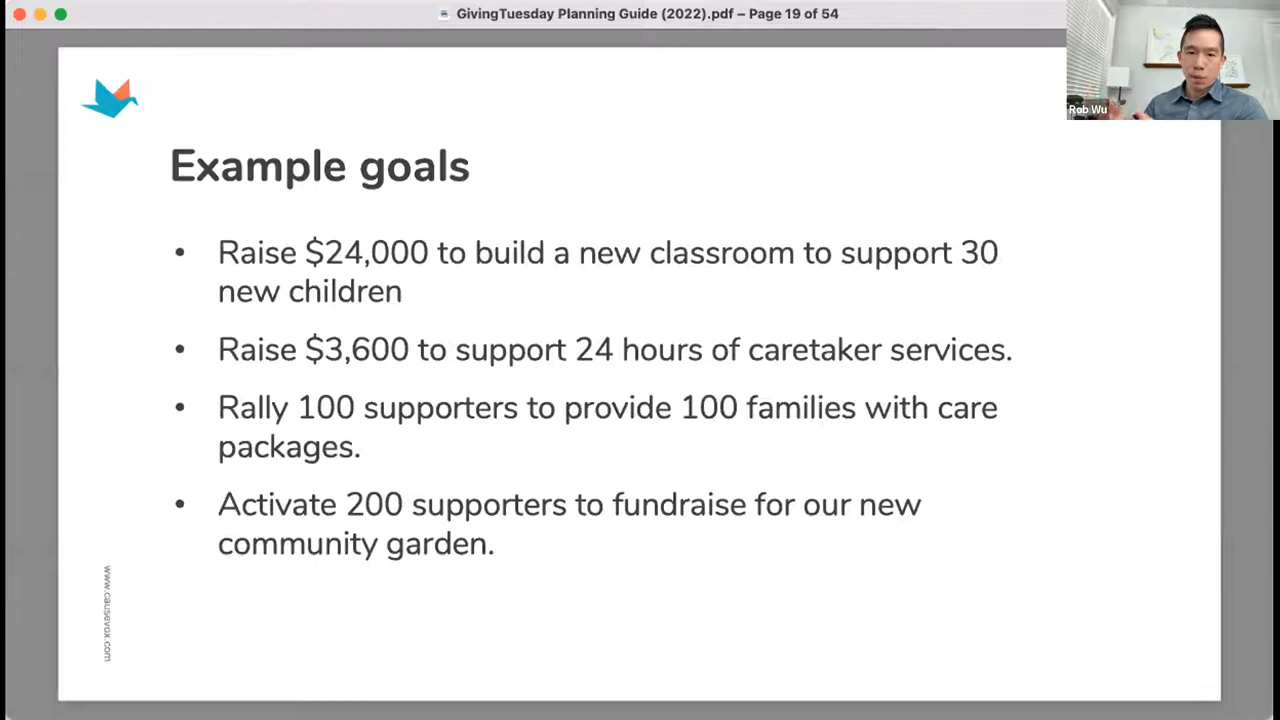 GivingTuesday Planning Guide (2022).pdf – Page 19 of 54
Rob Wu
Example goals
• Raise $24,000 to build a new classroom to support 30
new children
• Raise $3,600 to support 24 hours of caretaker services.
• Rally 100 supporters to provide 100 families with care
packages.
• Activate 200 supporters to fundraise for our new
community garden.
www.causevox.com